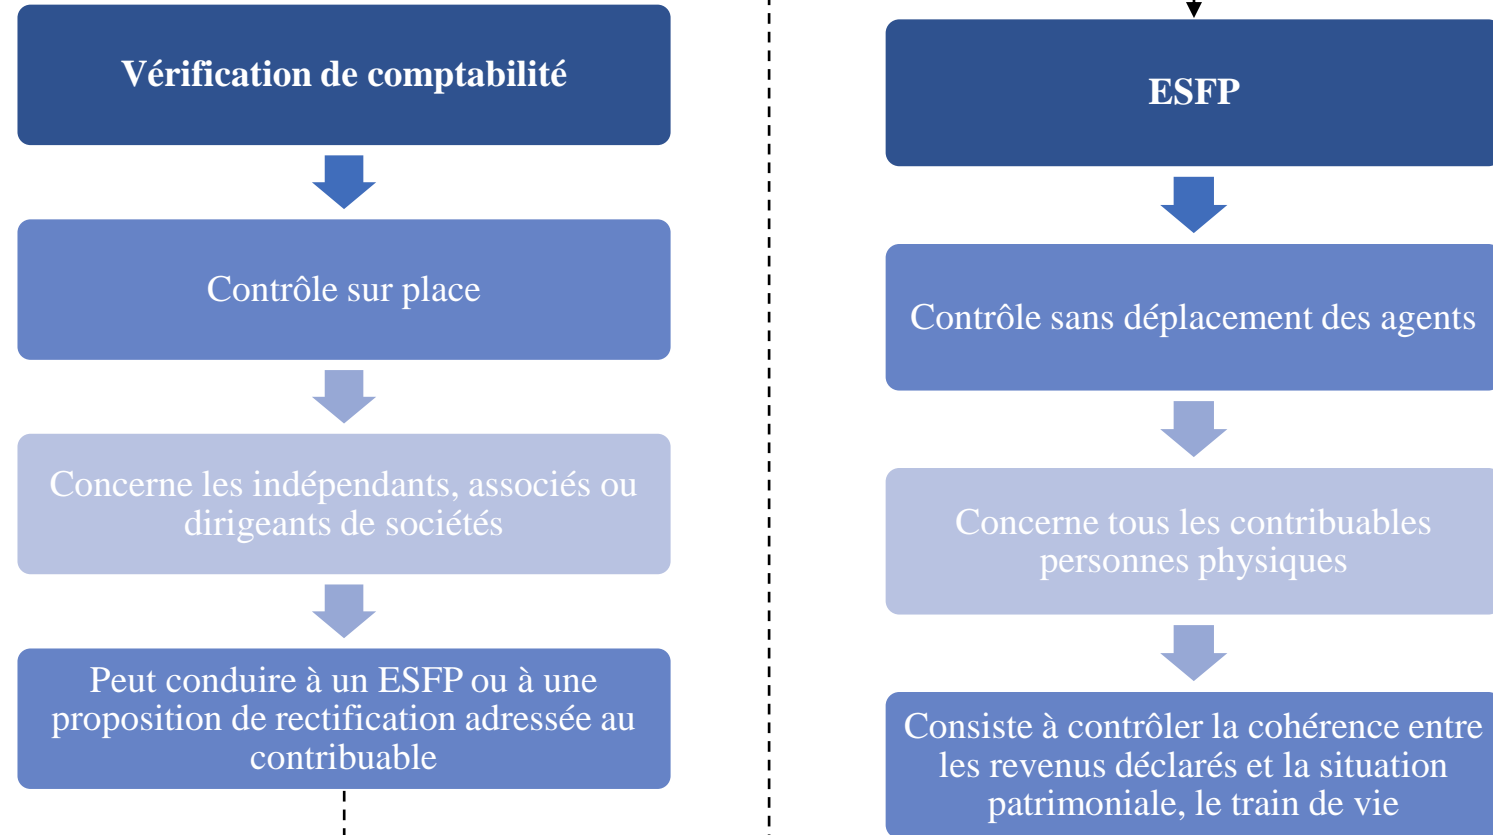 Vérification de comptabilité
Contrôle sur place
Concerne les indépendants, associés ou
dirigeants de sociétés
Peut conduire à un ESFP ou à une
proposition de rectification adressée au
contribuable
ESFP
Contrôle sans déplacement des agents
Concerne tous les contribuables
personnes physiques
Consiste à contrôler la cohérence entre
les revenus déclarés et la situation
patrimoniale, le train de vie